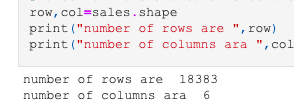 row,col=sales.shape
print("number of rows are ",row)
print("number of columns ara ",col
number of rows are  18383
number of columns ara  6